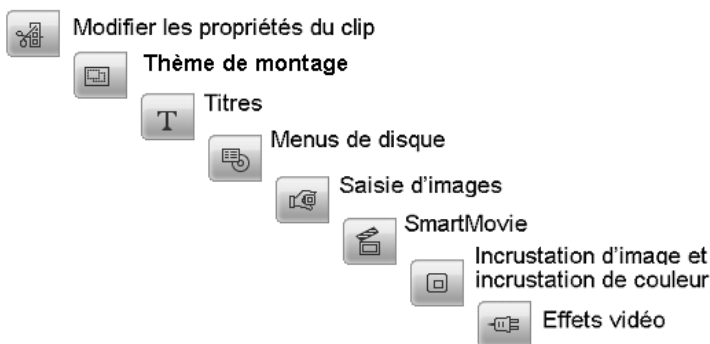 Modifier les propriétés du clip
Thème de montage
T Titres
Menus de disque
Saisie d'images
SmartMovie
Incrustation d'image et
incrustation de couleur
Effets vidéo